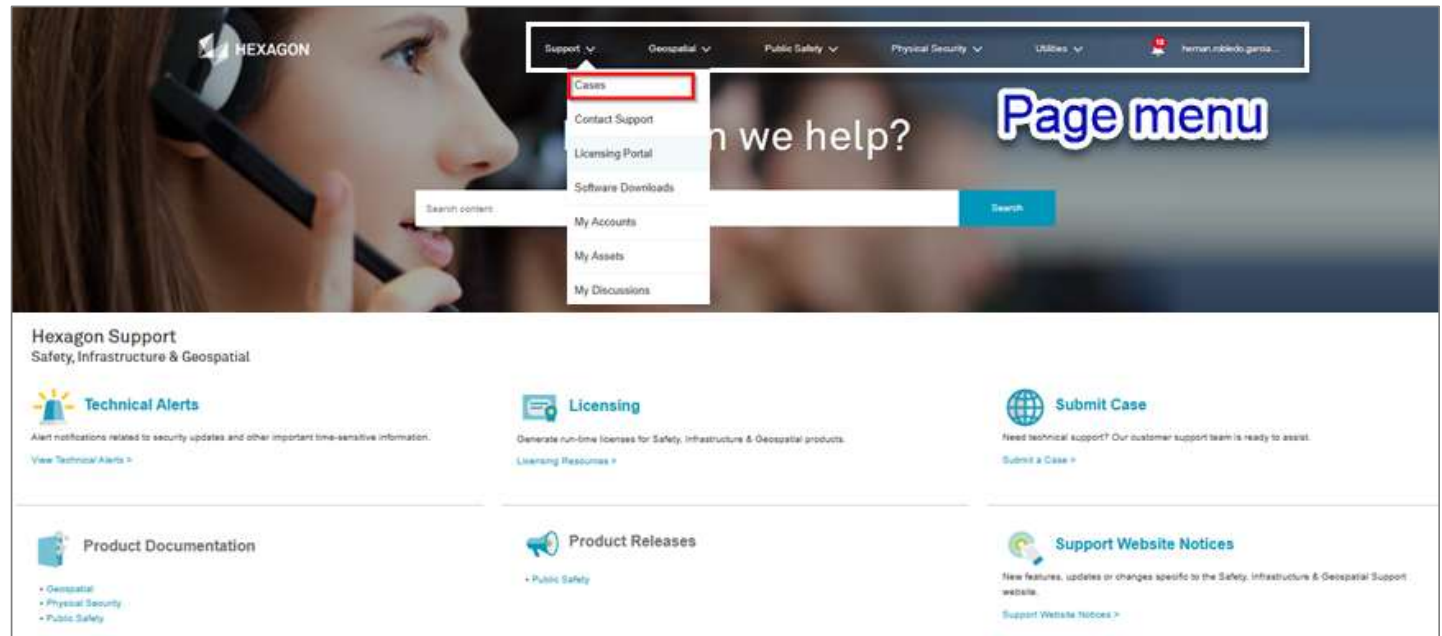 HEXAGON
Support
Geospatial
Public Safety
Physical Security
Utilities
Page menu
Cases
Contact Support
Licensing Portal
Software Downloads
My Accounts
My Assets
My Discussions
we help?
Search content
Search
Hexagon Support
Safety, Infrastructure & Geospatial
Technical Alerts
Alert notifications related to security updates and other important time-sensitive information.
View Technical Alerts >
Licensing
Generate run-time licenses for Safety, Infrastructure & Geospatial products.
Licensing Resources >
Submit Case
Need technical support? Our customer support team is ready to assist.
Submit a Case >
Product Documentation
• Geospatial
• Physical Security
• Public Safety
Product Releases
• Public Safety
Support Website Notices
New features, updates or changes specific to the Safety, Infrastructure & Geospatial Support
website.
Support Website Notices >